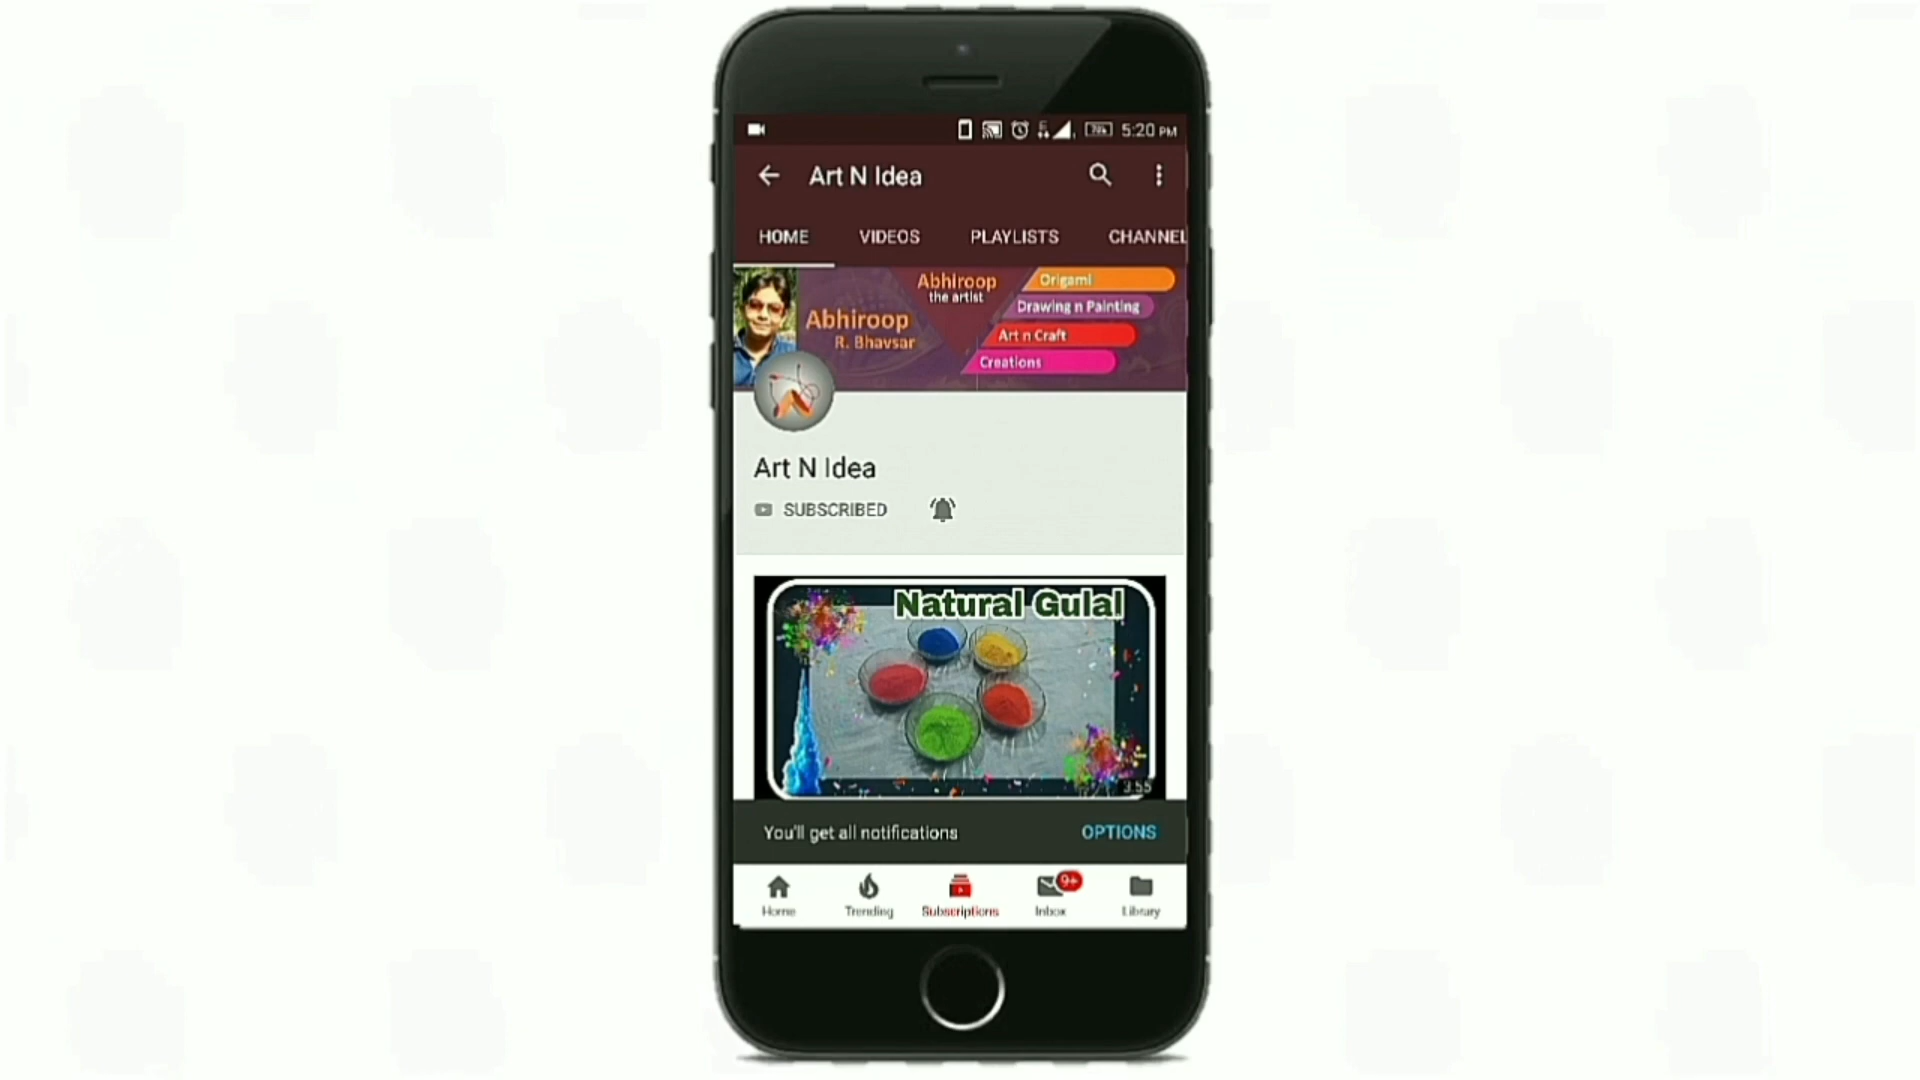 5:20 PM
Art N Idea
HOME VIDEOS PLAYLISTS CHANNEL
Abhiroop
the artist
Abhiroop
R. Bhavsar
Origami
Drawing n Painting
Art n Craft
Creations
Art N Idea
SUBSCRIBED
Natural Gulal
3:55
You'll get all notifications OPTIONS
9+
Home Trending Subscriptions Inbox Library